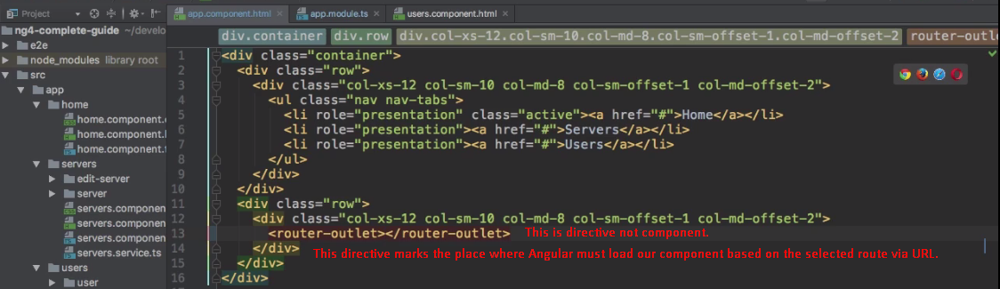 Project
app.component.html
app.module.ts
users.component.html
ng4-complete-guide ~/develo
div.container
div.row
div.col-xs-12.col-sm-10.col-md-8.col-sm-offset-1.col-md-offset-2
router-outle
e2e
node_modules library root
src
app
home
home.component.
home.component.
home.component.
servers
edit-server
server
servers.component
servers.component
servers.component
servers.service.ts
users
user
1 <div class="container">
2 <div class="row">
3 <div class="col-xs-12 col-sm-10 col-md-8 col-sm-offset-1 col-md-offset-2">
4 <ul class="nav nav-tabs">
5 <li role="presentation" class="active"><a href="#">Home</a></li>
6 <li role="presentation"><a href="#">Servers</a></li>
7 <li role="presentation"><a href="#">Users</a></li>
8 </ul>
9 </div>
10 </div>
11 <div class="row">
12 <div class="col-xs-12 col-sm-10 col-md-8 col-sm-offset-1 col-md-offset-2">
13 <router-outlet></router-outlet> This is directive not component.
14 </div> This directive marks the place where Angular must load our component based on the selected route via URL.
15 </div>
16 </div>